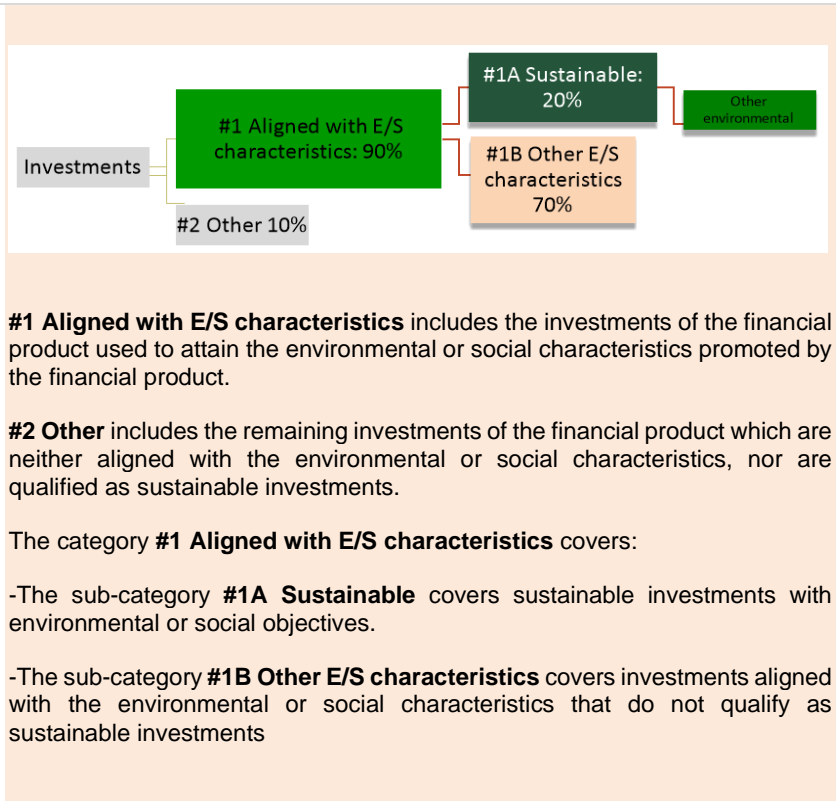 #1A Sustainable:
20%
Other
environmental
#1 Aligned with E/S
characteristics: 90%
#1B Other E/S
characteristics
70%
Investments
#2 Other 10%
#1 Aligned with E/S characteristics includes the investments of the financial
product used to attain the environmental or social characteristics promoted by
the financial product.
#2 Other includes the remaining investments of the financial product which are
neither aligned with the environmental or social characteristics, nor are
qualified as sustainable investments.
The category #1 Aligned with E/S characteristics covers:
-The sub-category #1A Sustainable covers sustainable investments with
environmental or social objectives.
-The sub-category #1B Other E/S characteristics covers investments aligned
with the environmental or social characteristics that do not qualify as
sustainable investments